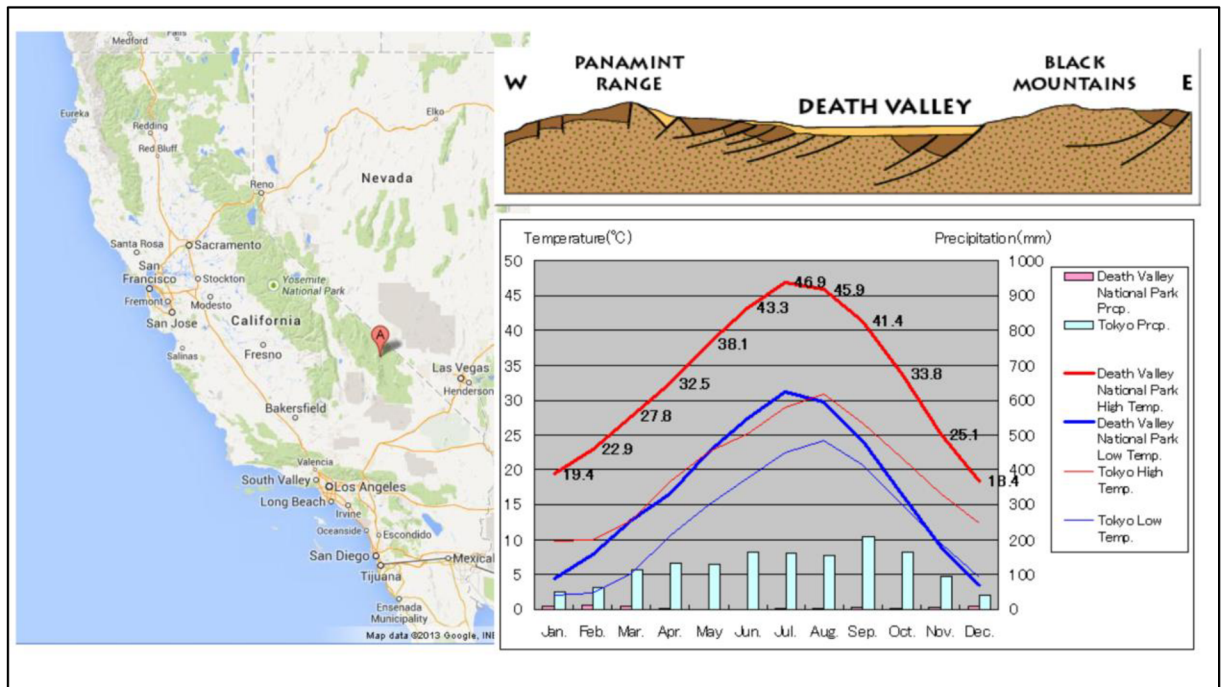 Medford
Falls
Eureka
Redding
Red Bluff
Elko
Reno
Nevada
Santa Rosa
Sacramento
San
Francisco
Stockton
Yosemite
National Park
Fremont
Modesto
San Jose
California
Salinas
Fresno
A
Las Vegas
Henderson
Bakersfield
Valencia
South Valley
Los Angeles
Long Beach
Irvine
Oceanside
Escondido
San Diego
Mexical
Tijuana
Ensenada
Municipality
Map data ©2013 Google, INE
W
PANAMINT
RANGE
DEATH VALLEY
BLACK
MOUNTAINS
E
Temperature(℃)
Precipitation(mm)
50
45
40
35
30
25
20
15
10
5
0
19.4
22.9
27.8
32.5
38.1
43.3
46.9
45.9
41.4
33.8
25.1
18.4
1000
900
800
700
600
500
400
300
200
100
0
Jan. Feb. Mar. Apr. May Jun. Jul. Aug. Sep. Oct. Nov. Dec.
Death Valley
National Park
Prcp.
Tokyo Prcp.
Death Valley
National Park
High Temp.
Death Valley
National Park
Low Temp.
Tokyo High
Temp.
Tokyo Low
Temp.